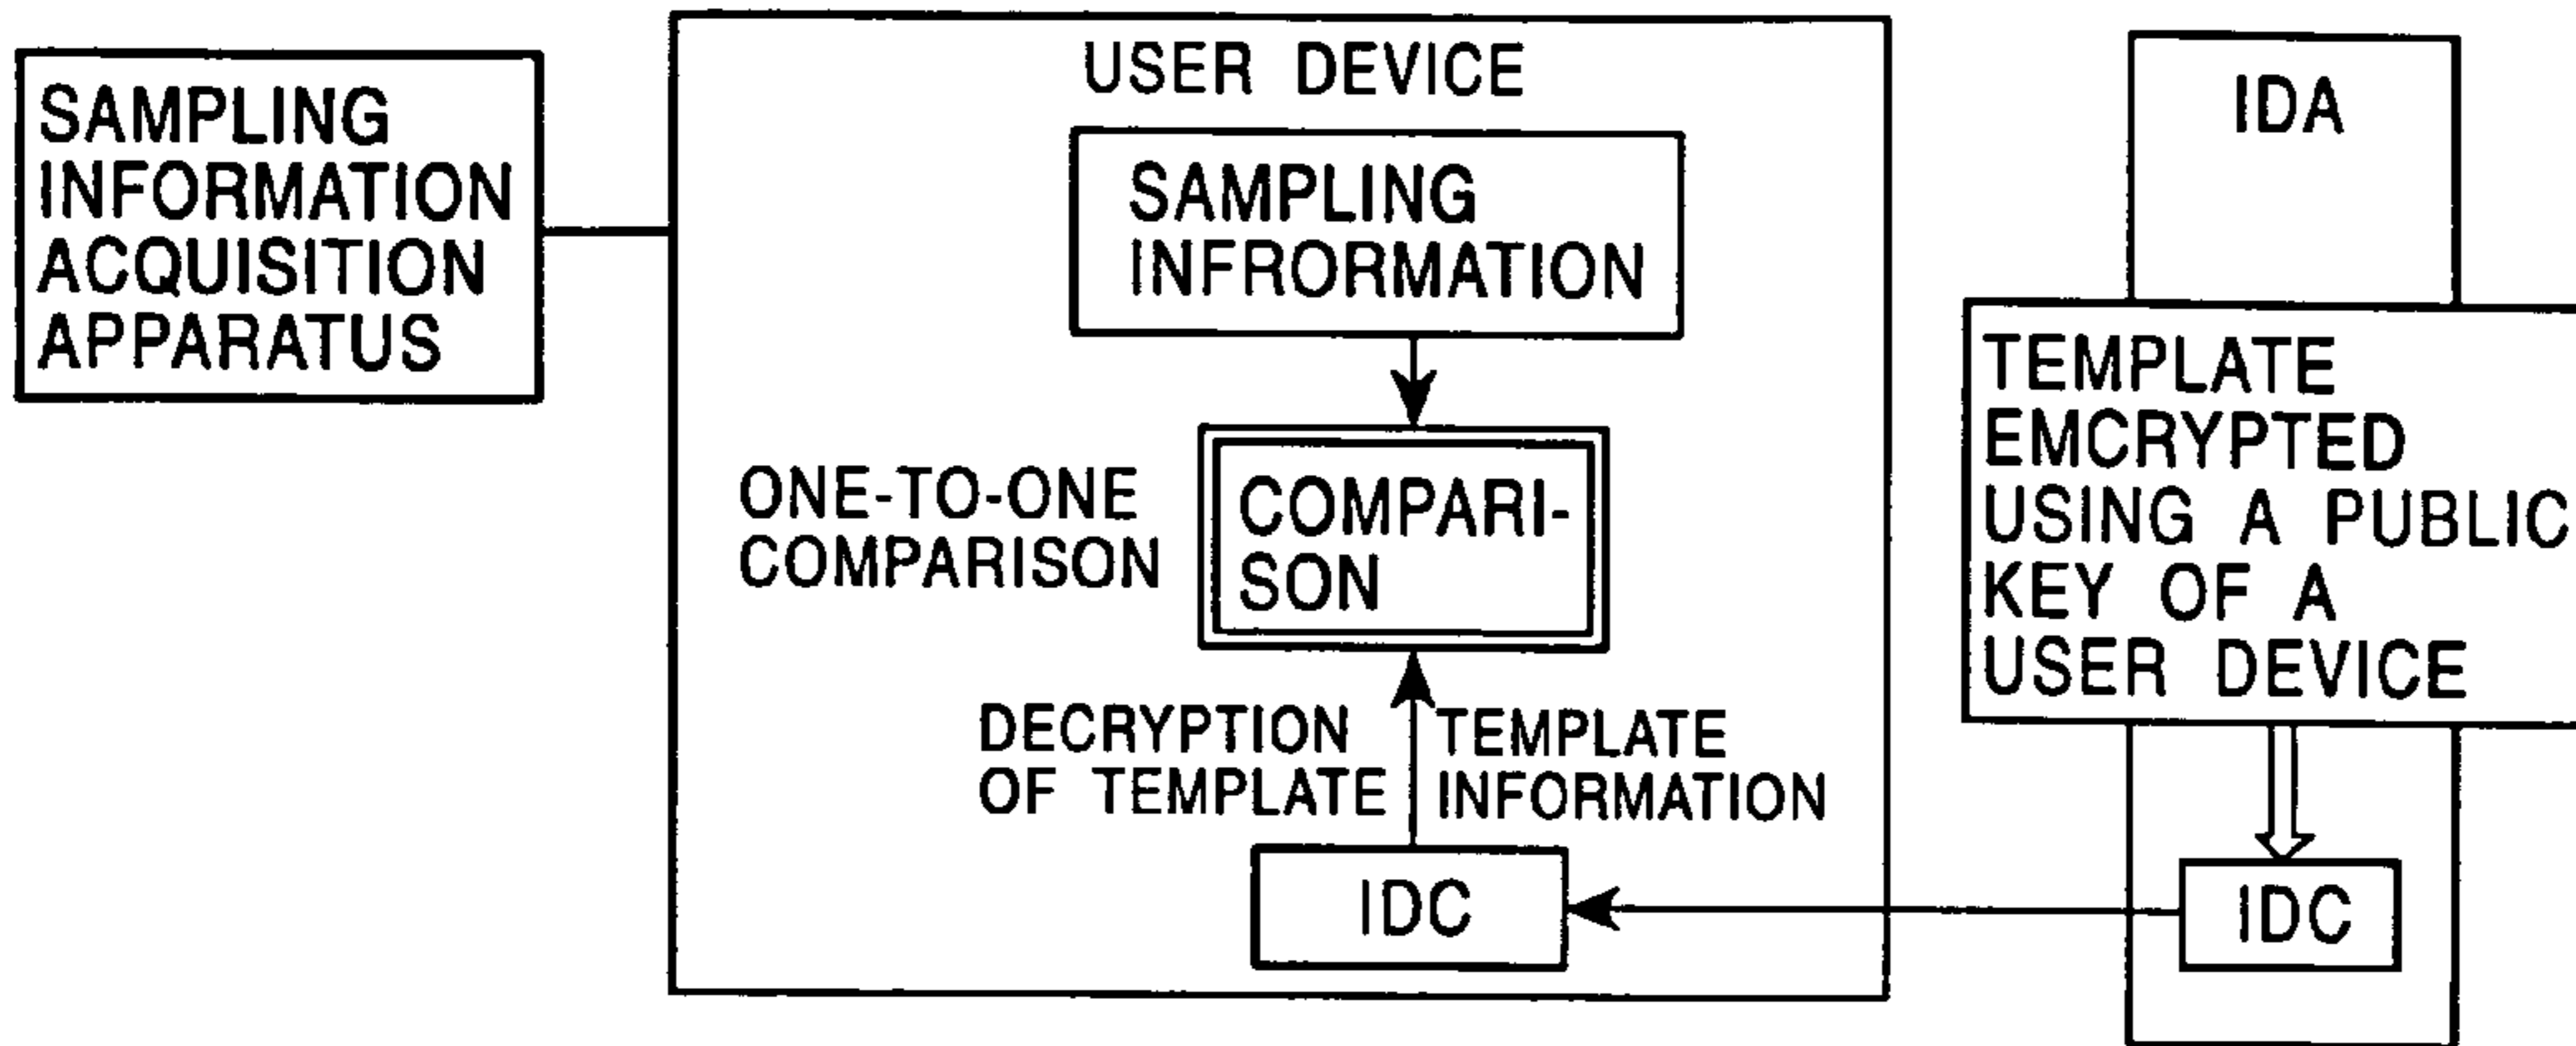 SAMPLING
INFORMATION
ACQUISITION
APPARATUS
USER DEVICE
SAMPLING
INFRORMATION
ONE-TO-ONE
COMPARISON
COMPARI-
SON
DECRYPTION
OF TEMPLATE
TEMPLATE
INFORMATION
IDC
IDA
TEMPLATE
EMCRYPTED
USING A PUBLIC
KEY OF A
USER DEVICE
IDC